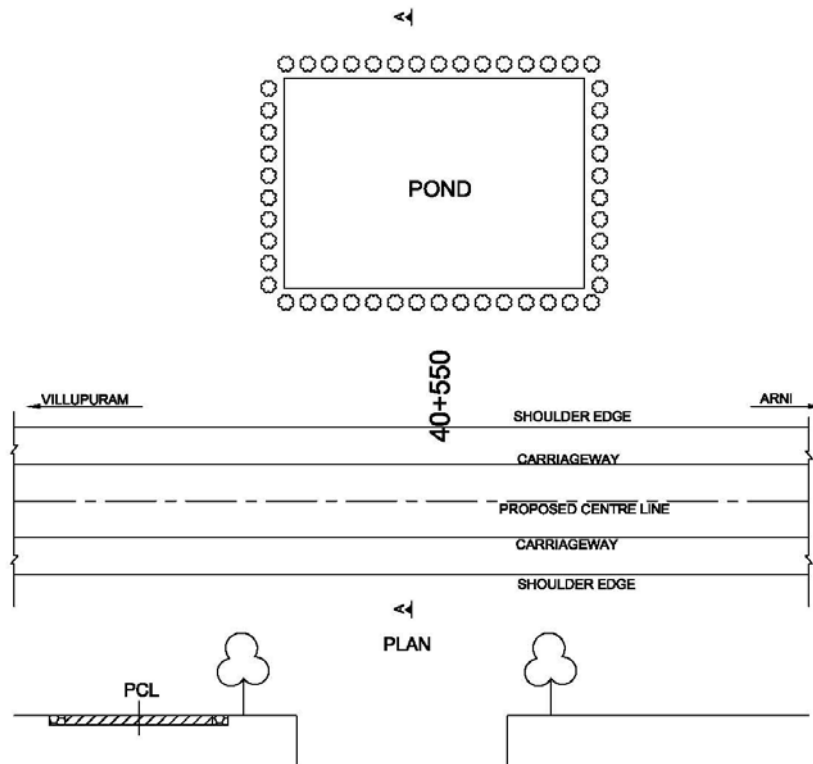 A
POND
40+550
VILLUPURAM
ARNI
SHOULDER EDGE
CARRIAGEWAY
PROPOSED CENTRE LINE
CARRIAGEWAY
SHOULDER EDGE
A
PLAN
PCL